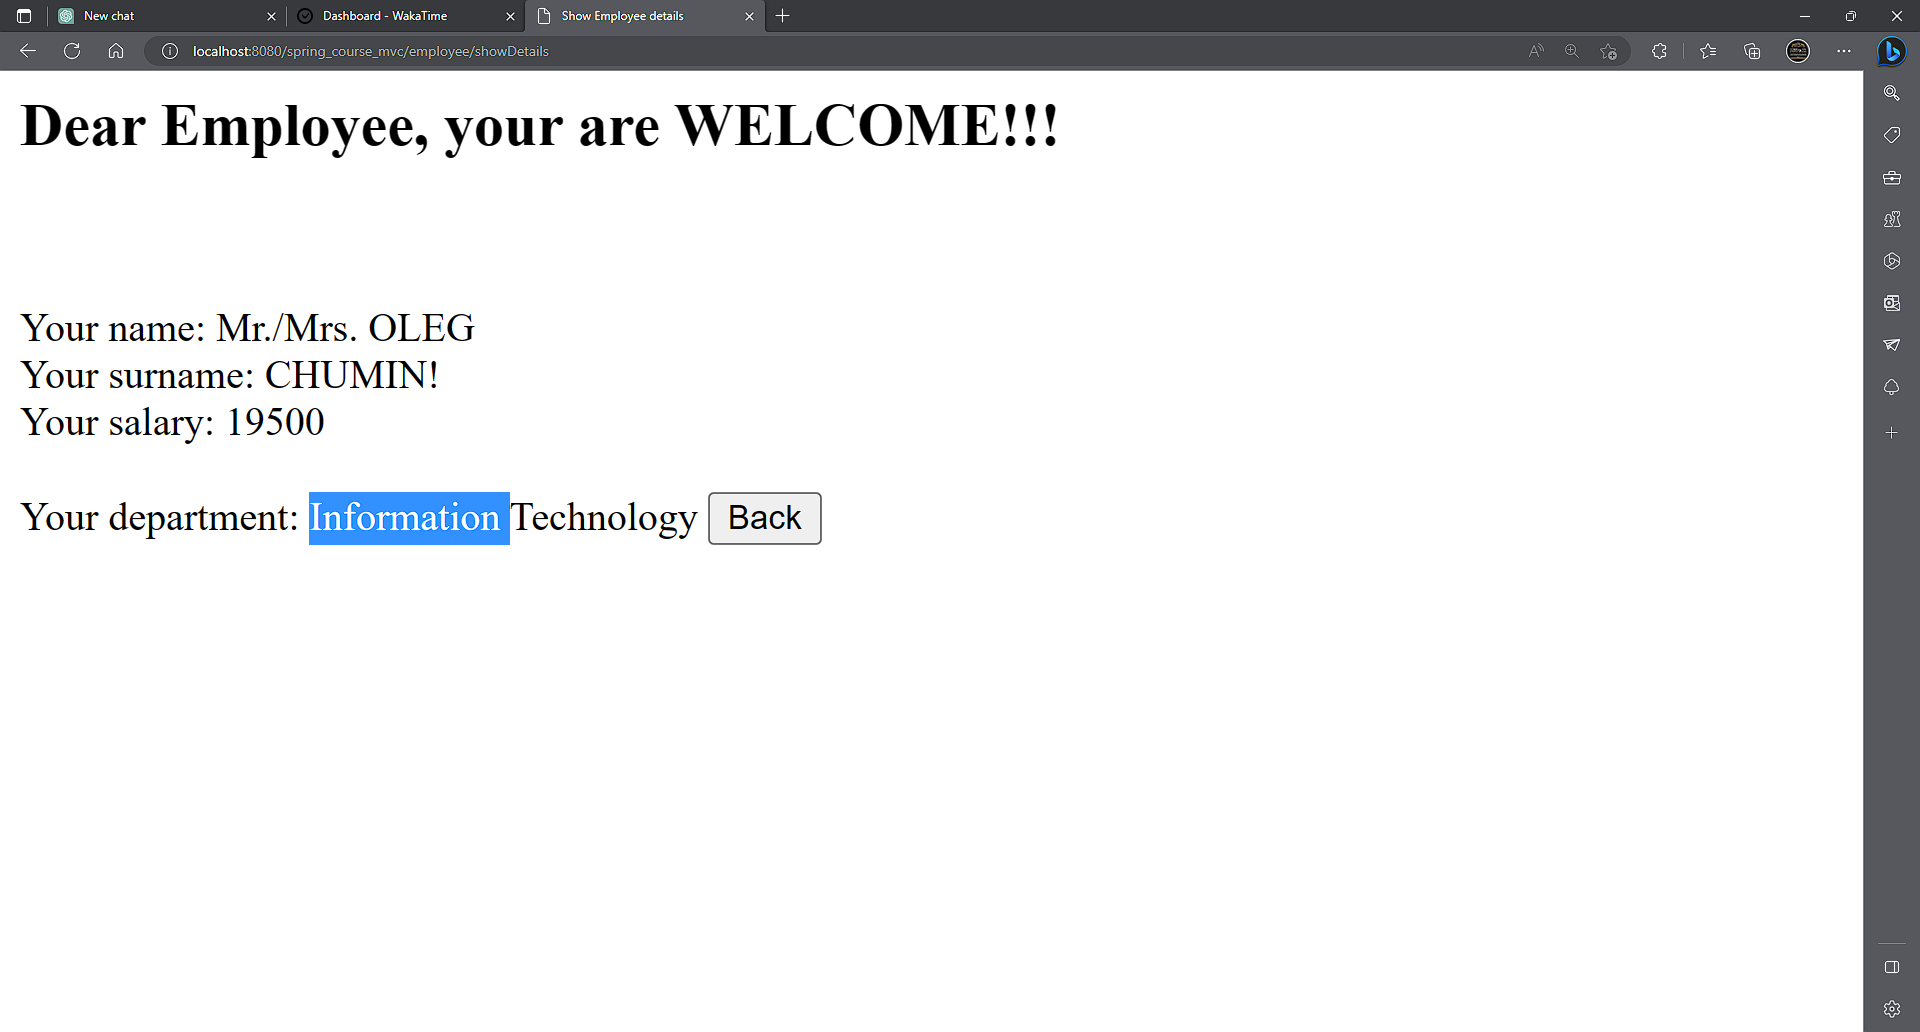 New chat
Dashboard - WakaTime
Show Employee details
localhost:8080/spring_course_mvc/employee/showDetails
Dear Employee, your are WELCOME!!!
Your name: Mr./Mrs. OLEG
Your surname: CHUMIN!
Your salary: 19500
Your department: Information Technology Back